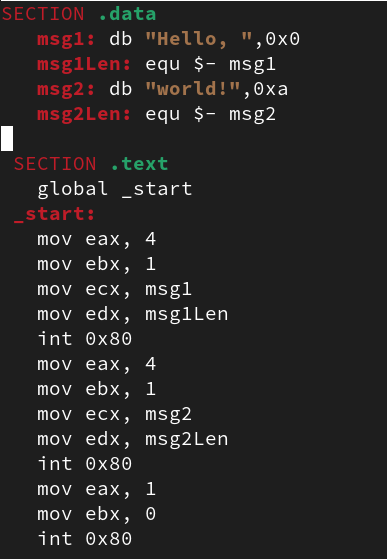 SECTION .data
msg1: db "Hello, ",0x0
msg1Len: equ $- msg1
msg2: db "world!",0xa
msg2Len: equ $- msg2
SECTION .text
global _start
_start:
mov eax, 4
mov ebx, 1
mov ecx, msg1
mov edx, msg1Len
int 0x80
mov eax, 4
mov ebx, 1
mov ecx, msg2
mov edx, msg2Len
int 0x80
mov eax, 1
mov ebx, 0
int 0x80